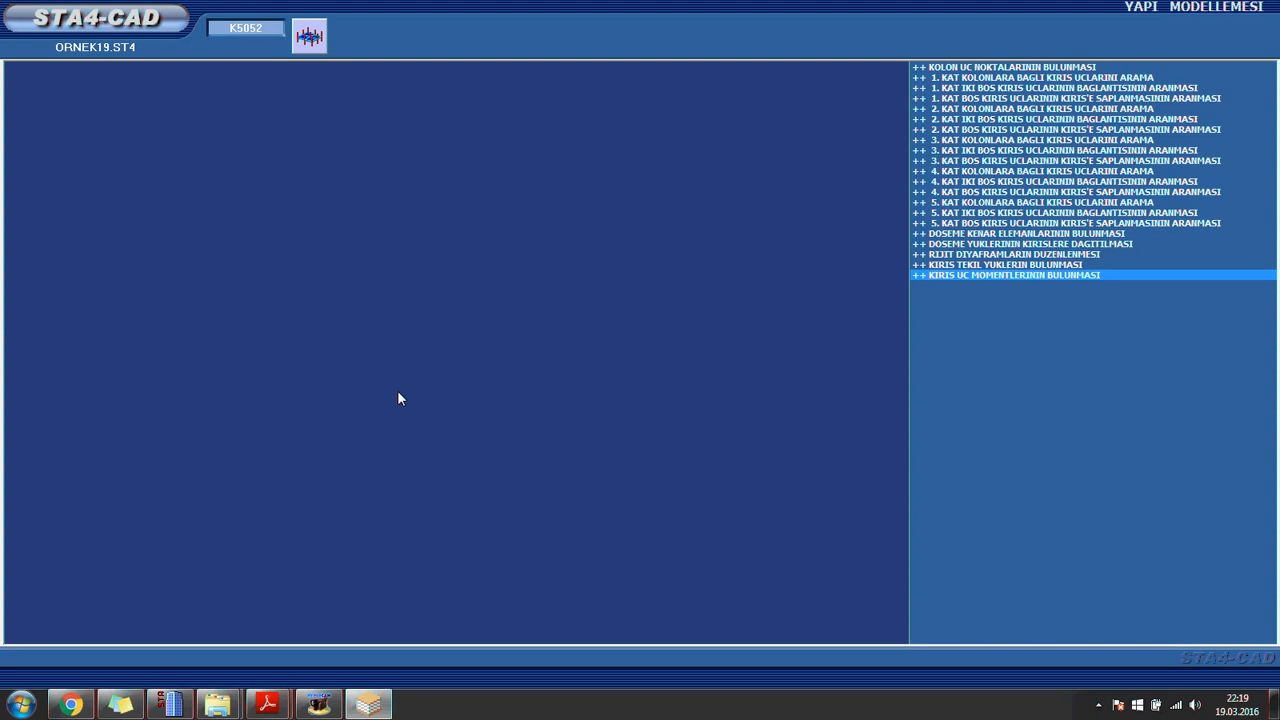 STA4-CAD
ORNEK19.ST4
K5052
YAPI MODELLEMESI
++ KOLON UC NOKTALARININ BULUNMASI
++ 1. KAT KOLONLARA BAGLI KIRIS UCLARINI ARAMA
++ 1. KAT IKI BOS KIRIS UCLARININ BAGLANTISININ ARANMASI
++ 1. KAT BOS KIRIS UCLARININ KIRIS'E SAPLANMASININ ARANMASI
++ 2. KAT KOLONLARA BAGLI KIRIS UCLARINI ARAMA
++ 2. KAT IKI BOS KIRIS UCLARININ BAGLANTISININ ARANMASI
++ 2. KAT BOS KIRIS UCLARININ KIRIS'E SAPLANMASININ ARANMASI
++ 3. KAT KOLONLARA BAGLI KIRIS UCLARINI ARAMA
++ 3. KAT IKI BOS KIRIS UCLARININ BAGLANTISININ ARANMASI
++ 3. KAT BOS KIRIS UCLARININ KIRIS'E SAPLANMASININ ARANMASI
++ 4. KAT KOLONLARA BAGLI KIRIS UCLARINI ARAMA
++ 4. KAT IKI BOS KIRIS UCLARININ BAGLANTISININ ARANMASI
++ 4. KAT BOS KIRIS UCLARININ KIRIS'E SAPLANMASININ ARANMASI
++ 5. KAT KOLONLARA BAGLI KIRIS UCLARINI ARAMA
++ 5. KAT IKI BOS KIRIS UCLARININ BAGLANTISININ ARANMASI
++ 5. KAT BOS KIRIS UCLARININ KIRIS'E SAPLANMASININ ARANMASI
++ DOSEME KENAR ELEMANLARININ BULUNMASI
++ DOSEME YUKLERININ KIRISLERE DAGITILMASI
++ RIJIT DIYAFRAMLARIN DUZENLENMESI
++ KIRIS TEKIL YUKLERIN BULUNMASI
++ KIRIS UC MOMENTLERININ BULUNMASI
STA4-CAD
STA
22:19
19.03.2016